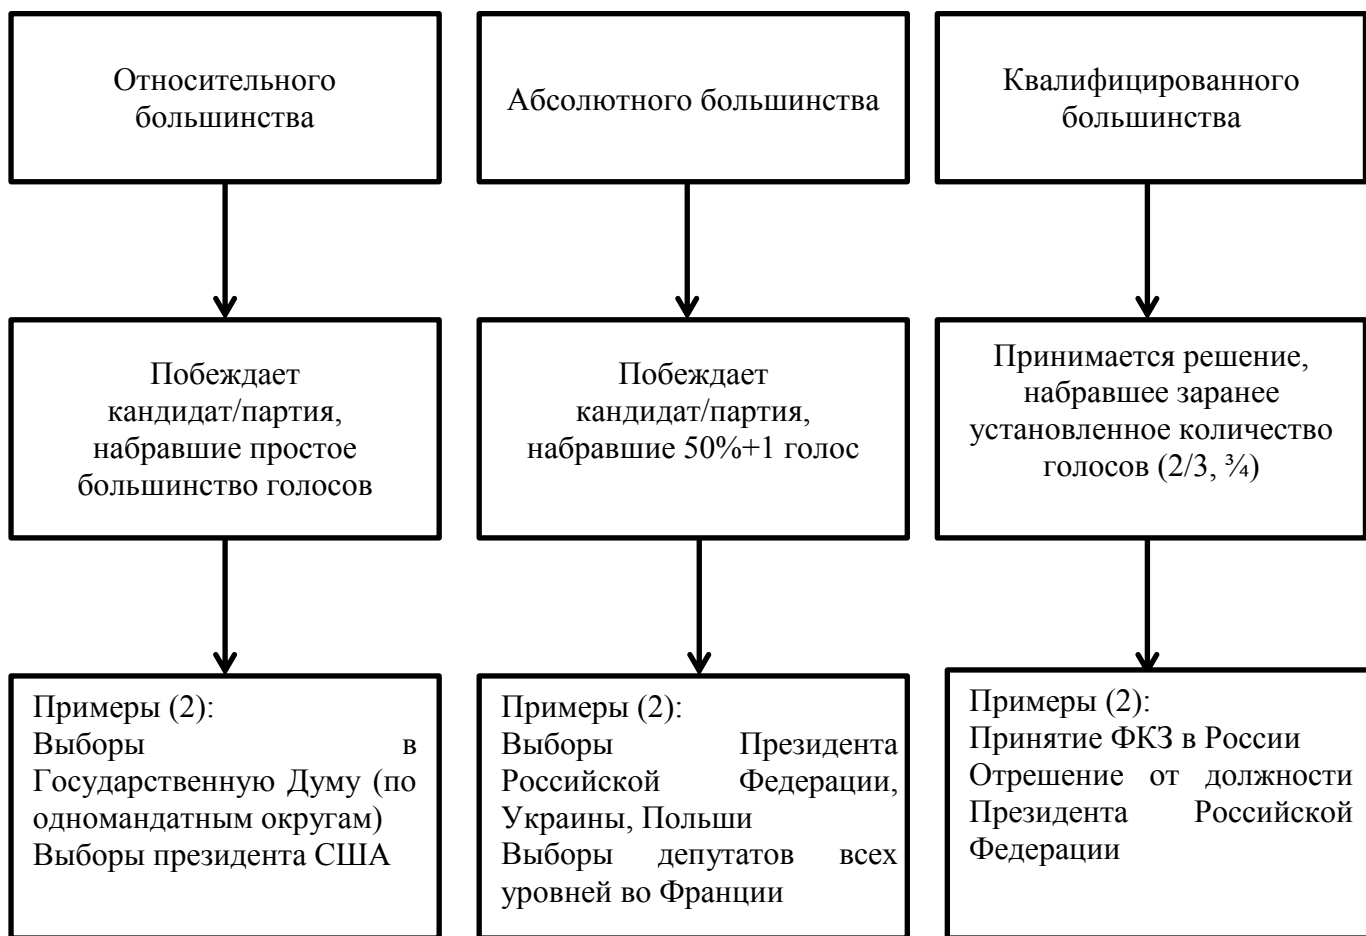 Относительного
большинства
Абсолютного большинства
Квалифицированного
большинства
Побеждает
кандидат/партия,
набравшие простое
большинство голосов
Побеждает
кандидат/партия,
набравшие 50%+1 голос
Принимается решение,
набравшее заранее
установленное количество
голосов (2/3, ¾)
Примеры (2):
Выборы в
Государственную Думу (по
одномандатным округам)
Выборы президента США
Примеры (2):
Выборы Президента
Российской Федерации,
Украины, Польши
Выборы депутатов всех
уровней во Франции
Примеры (2):
Принятие ФКЗ в России
Отрешение от должности
Президента Российской
Федерации